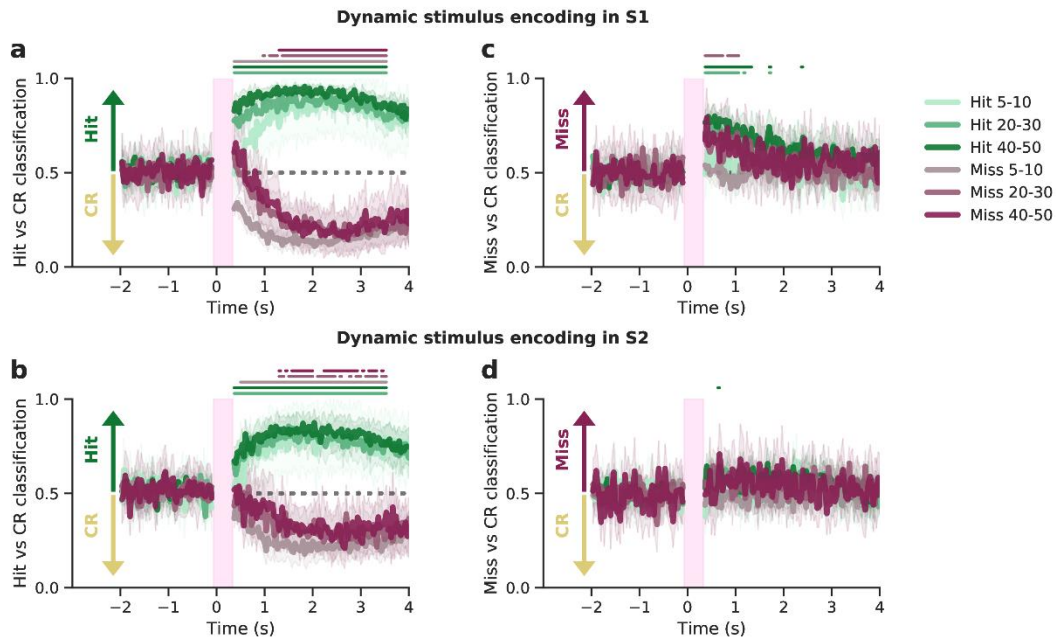 Dynamic stimulus encoding in S1
a
Hit vs CR classification
1.0
0.5
0.0
Hit
CR
−2 −1 0 1 2 3 4
Time (s)
c
Miss vs CR classification
1.0
0.5
0.0
Miss
CR
−2 −1 0 1 2 3 4
Time (s)
Hit 5-10
Hit 20-30
Hit 40-50
Miss 5-10
Miss 20-30
Miss 40-50
Dynamic stimulus encoding in S2
b
Hit vs CR classification
1.0
0.5
0.0
Hit
CR
−2 −1 0 1 2 3 4
Time (s)
d
Miss vs CR classification
1.0
0.5
0.0
Miss
CR
−2 −1 0 1 2 3 4
Time (s)